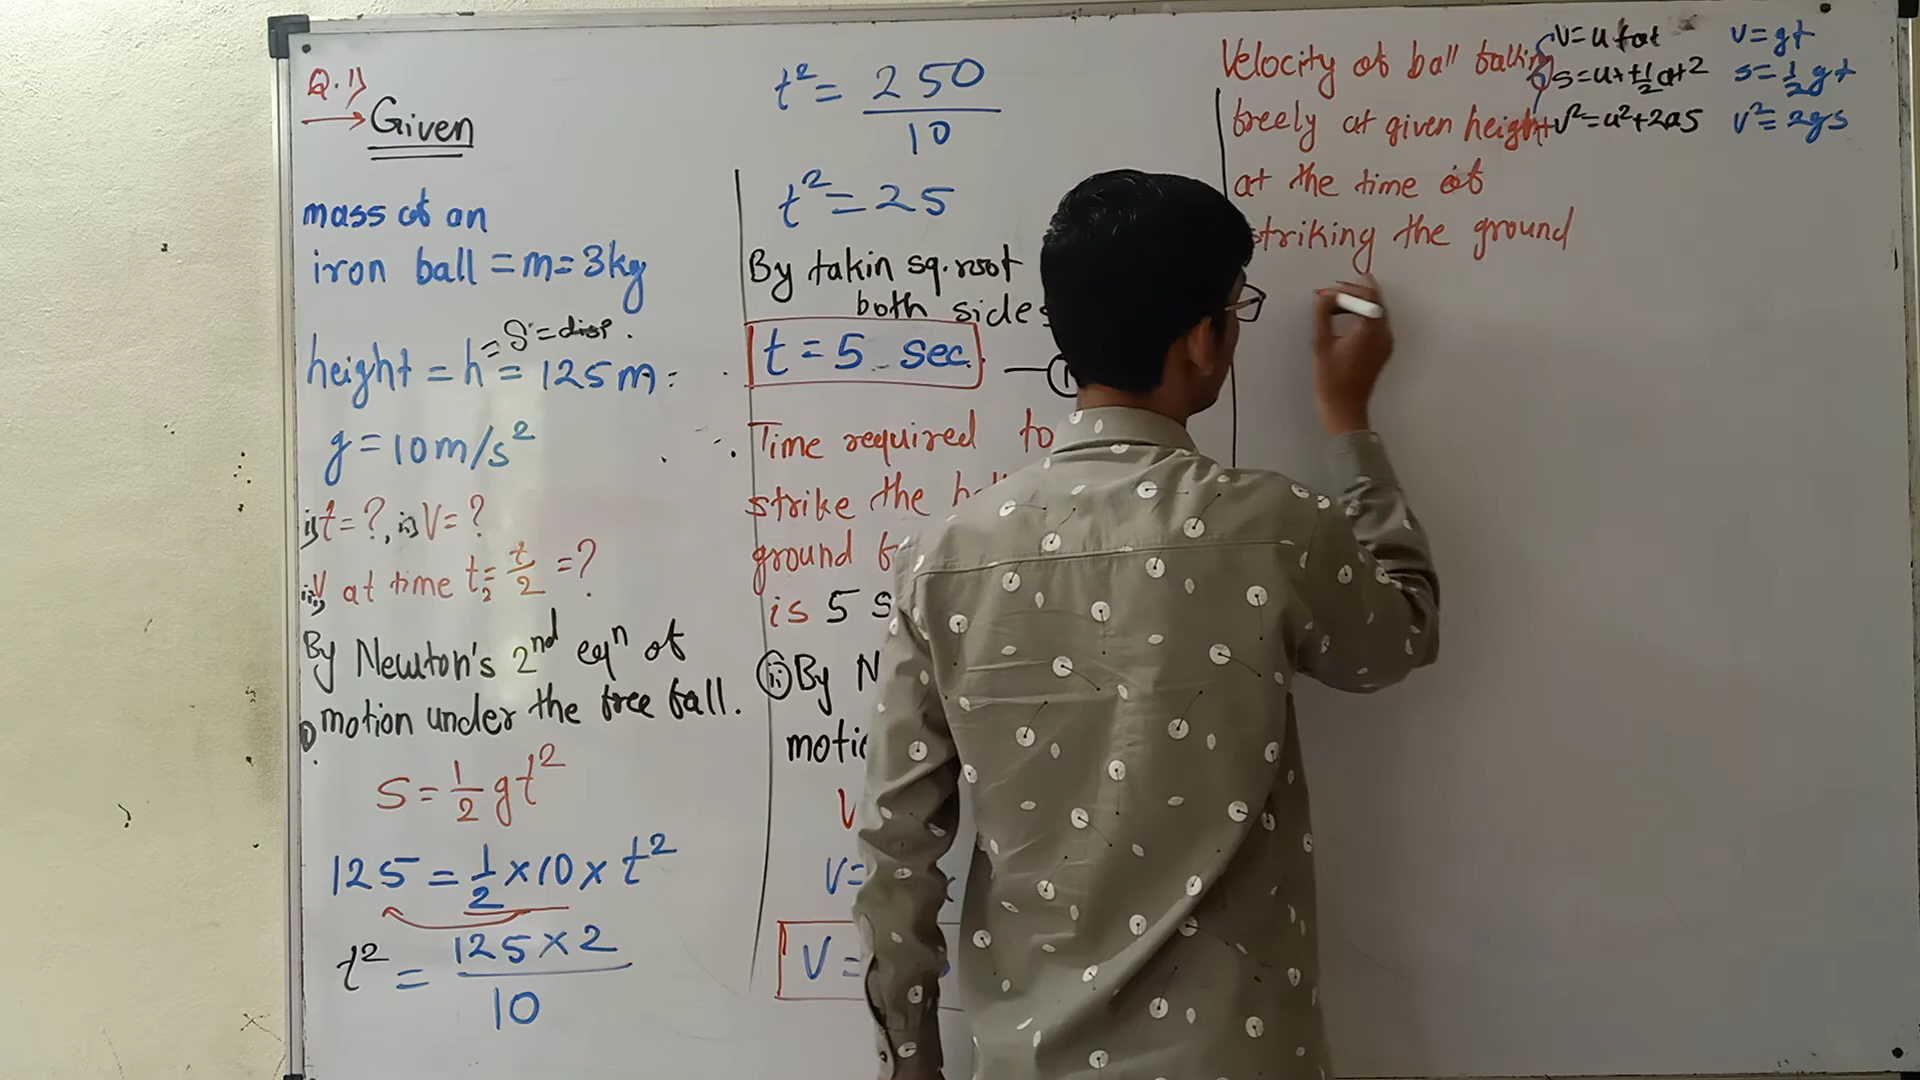 Q.1)
Given
mass of an
iron ball = m = 3kg
= S = disp.
height = h = 125m
g = 10m/s²
i) t = ?, ii) V = ?
iii) V at time t₂ = t/2 = ?
By Newton's 2nd eqn of
motion under the free fall.
S = 1/2 gt²
125 = 1/2 × 10 × t²
t² = 125 × 2 / 10
t² = 250 / 10
t² = 25
By takin sq. root
both sides
t = 5 sec.
Time required to
strike the
ground
is 5 s
ii) By N
motio
V
V =
V =
Velocity of ball falling
freely at given height
at the time of
striking the ground
V = u + at
S = ut + 1/2 at²
V² = u² + 2as
V = gt
S = 1/2 gt
V² = 2gs